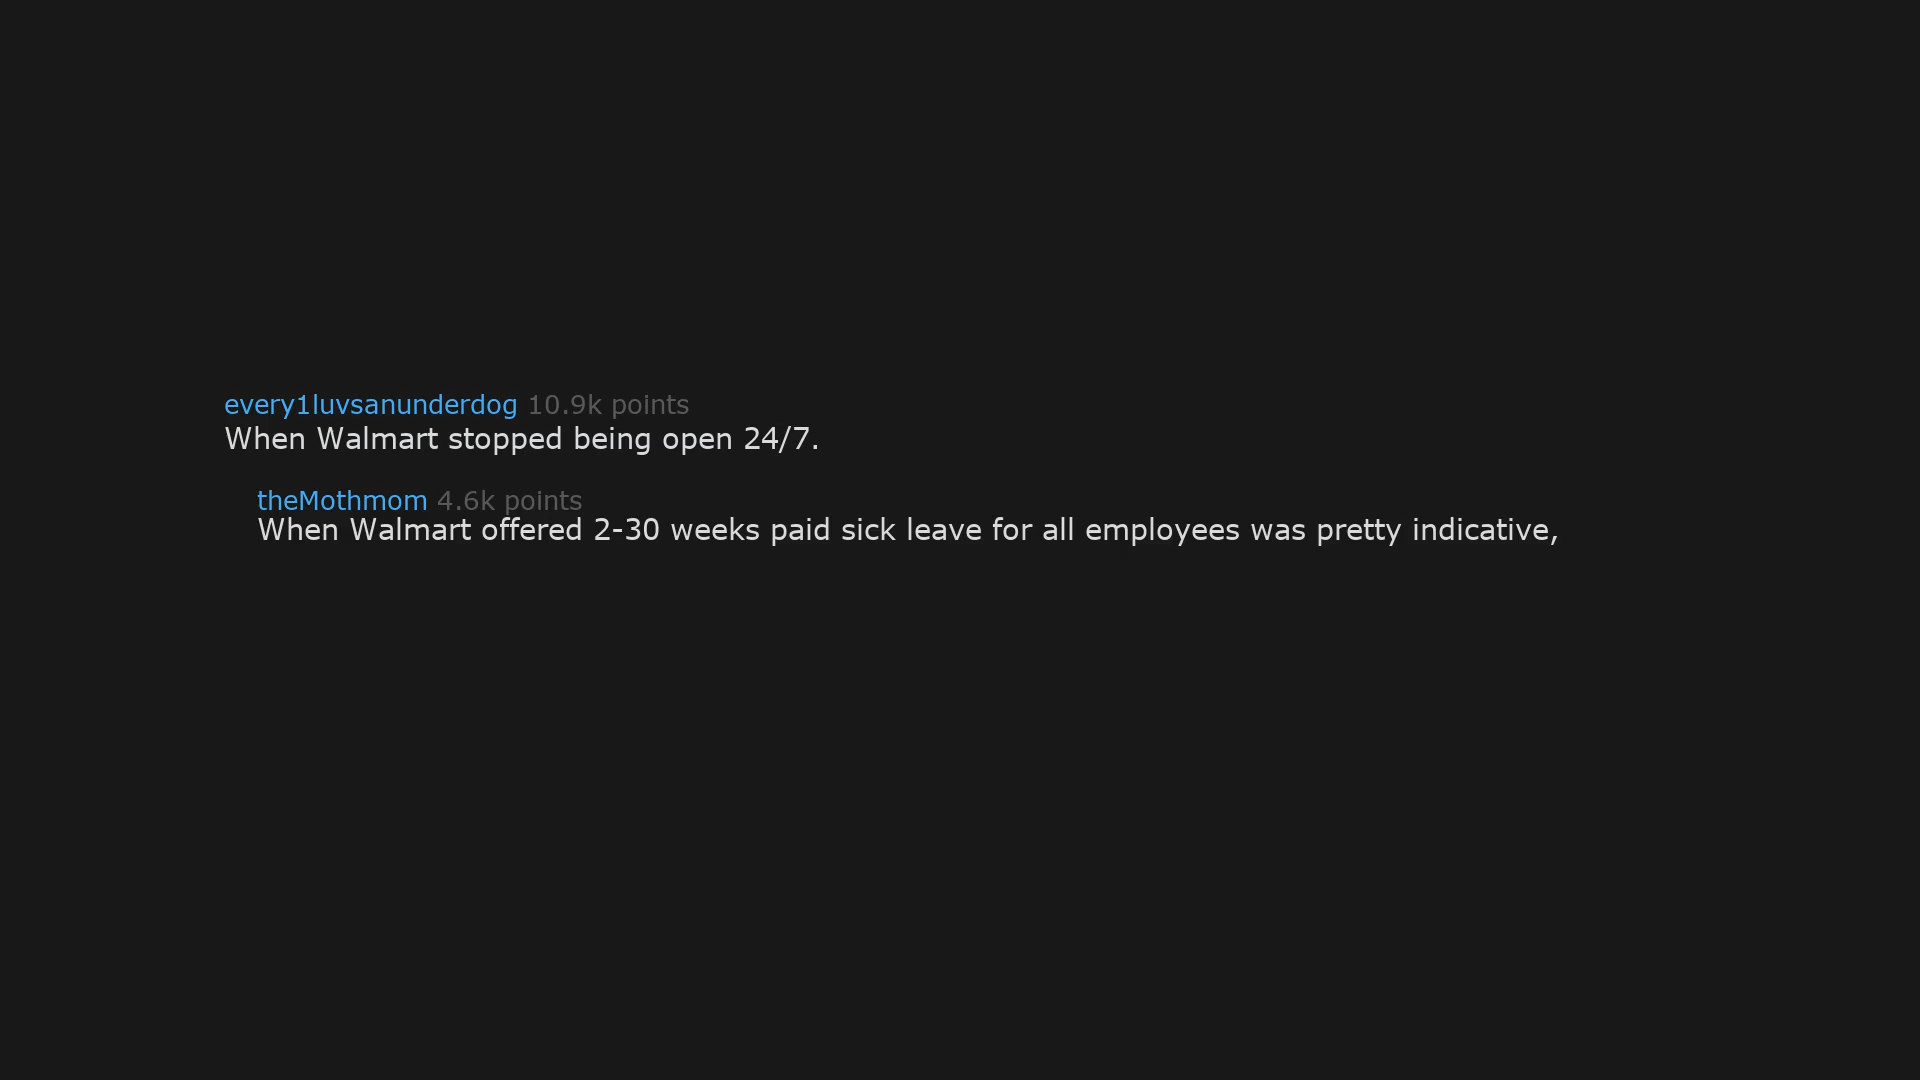 every1luvsanunderdog 10.9k points
When Walmart stopped being open 24/7.
theMothmom 4.6k points
When Walmart offered 2-30 weeks paid sick leave for all employees was pretty indicative,